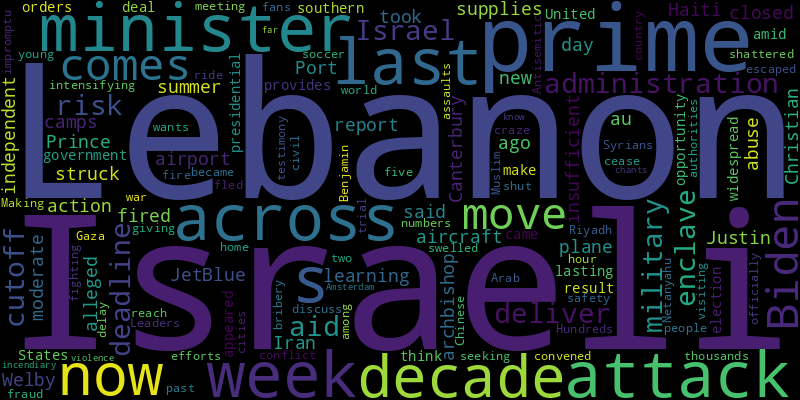 orders deal meeting fans southern supplies United Haiti closed
impromptu minister took Israel prime day amid
young comes far last country shattered
intensifying summer provides Port soccer new administration escaped
independent risk presidential world assaults Antisemitic
camps Lebanon ride report Canterbury au opportunity widespread abuse Christian
Prince wants testimony civil ago know Syrians authorities
government airport craze make cease
struck fire became Benjamin five Muslim shut insufficient chants
Making action fled war trial
alleged fired giving across said move came Riyadh military enclave Justin
Gaza numbers aircraft plane hour
cutoff moderate fighting deadline home swelled archbishop lasting Netanyahu visiting election officially Biden
delay JetBlue s two learning Arab result people
reach bribery Amsterdam among Chinese safety
Leaders appeared cities aid discuss Israeli deliver Hundreds
States violence efforts Iran conflict think seeking convened thousands
incendiary now week decade attack
Welby past
fraud